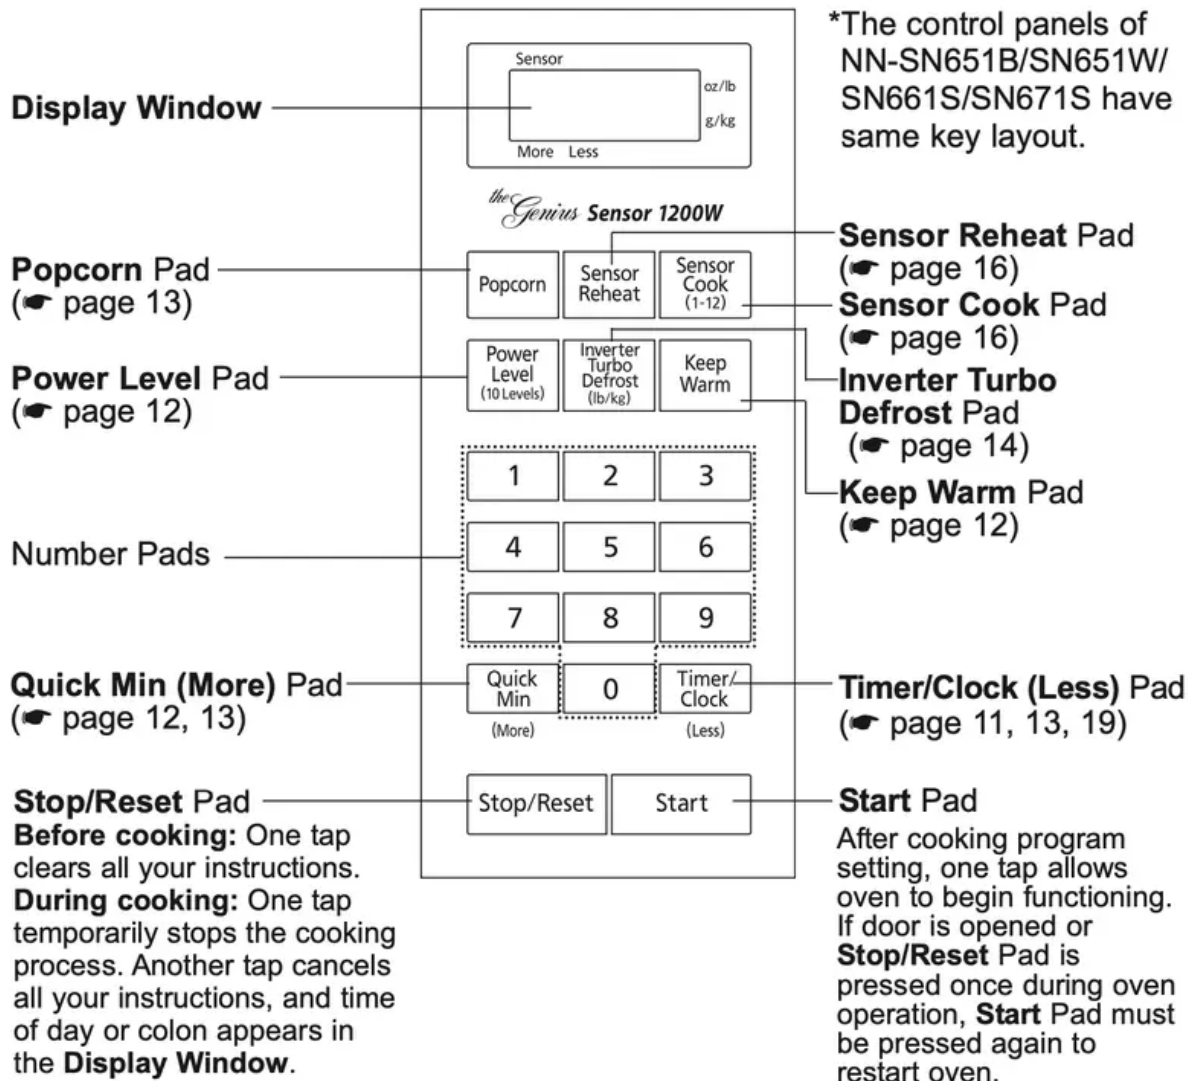 *The control panels of
NN-SN651B/SN651W/
SN661S/SN671S have
same key layout.
Display Window
Sensor
oz/lb
g/kg
More Less
the Genius Sensor 1200W
Popcorn Pad
(☛ page 13)
Popcorn
Sensor
Reheat
Sensor
Cook
(1-12)
Sensor Reheat Pad
(☛ page 16)
Sensor Cook Pad
(☛ page 16)
Power Level Pad
(☛ page 12)
Power
Level
(10 Levels)
Inverter
Turbo
Defrost
(lb/kg)
Keep
Warm
Inverter Turbo
Defrost Pad
(☛ page 14)
Keep Warm Pad
(☛ page 12)
Number Pads
1 2 3
4 5 6
7 8 9
Quick Min (More) Pad
(☛ page 12, 13)
Quick
Min
(More)
0
Timer/
Clock
(Less)
Timer/Clock (Less) Pad
(☛ page 11, 13, 19)
Stop/Reset Pad
Before cooking: One tap
clears all your instructions.
During cooking: One tap
temporarily stops the cooking
process. Another tap cancels
all your instructions, and time
of day or colon appears in
the Display Window.
Stop/Reset
Start
Start Pad
After cooking program
setting, one tap allows
oven to begin functioning.
If door is opened or
Stop/Reset Pad is
pressed once during oven
operation, Start Pad must
be pressed again to
restart oven.